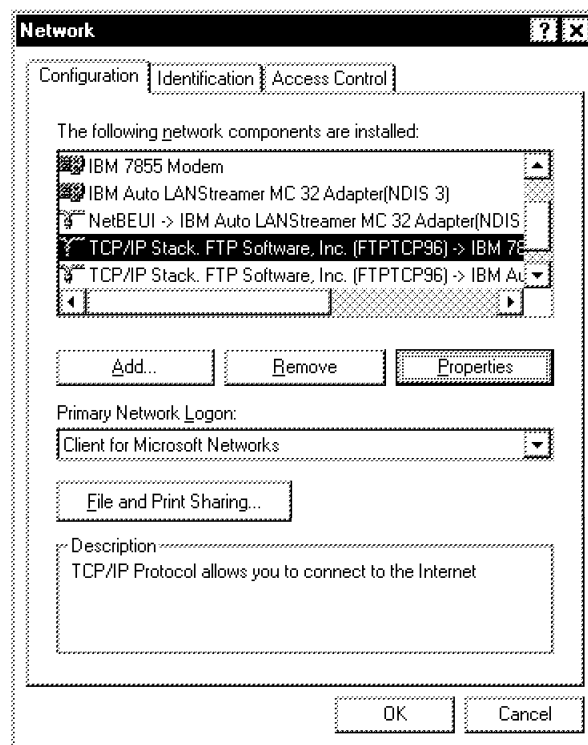 Network
Configuration Identification Access Control
The following network components are installed:
IBM 7855 Modem
IBM Auto LANStreamer MC 32 Adapter(NDIS 3)
NetBEUI -> IBM Auto LANStreamer MC 32 Adapter(NDIS
TCP/IP Stack. FTP Software, Inc. (FTPTCP96) -> IBM 78
TCP/IP Stack. FTP Software, Inc. (FTPTCP96) -> IBM Au
Add... Remove Properties
Primary Network Logon:
Client for Microsoft Networks
File and Print Sharing...
Description
TCP/IP Protocol allows you to connect to the Internet
OK Cancel